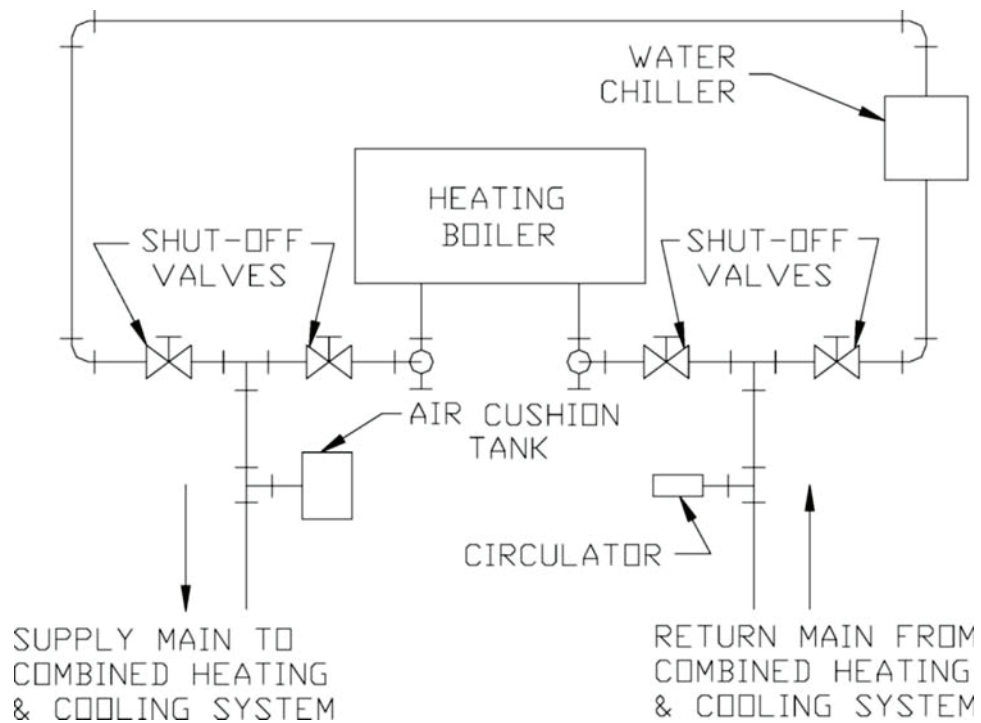 WATER
CHILLER
HEATING
BOILER
SHUT-OFF
VALVES
SHUT-OFF
VALVES
AIR CUSHION
TANK
CIRCULATOR
SUPPLY MAIN TO
COMBINED HEATING
& COOLING SYSTEM
RETURN MAIN FROM
COMBINED HEATING
& COOLING SYSTEM